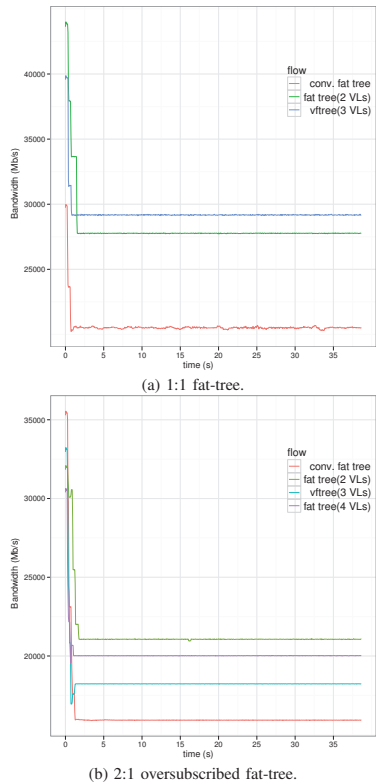 40000
35000
30000
25000
Bandwidth (Mb/s)
flow
conv. fat tree
fat tree(2 VLs)
vftree(3 VLs)
0 5 10 15 20 25 30 35
time (s)
(a) 1:1 fat-tree.
35000
30000
25000
20000
Bandwidth (Mb/s)
flow
conv. fat tree
fat tree(2 VLs)
vftree(3 VLs)
fat tree(4 VLs)
0 5 10 15 20 25 30 35
time (s)
(b) 2:1 oversubscribed fat-tree.